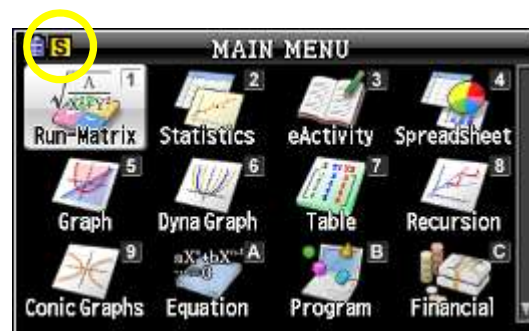 S MAIN MENU
1 2 3 4
Run-Matrix Statistics eActivity Spreadsheet
5 6 7 8
Graph Dyna Graph Table Recursion
9 A B C
Conic Graphs Equation Program Financial